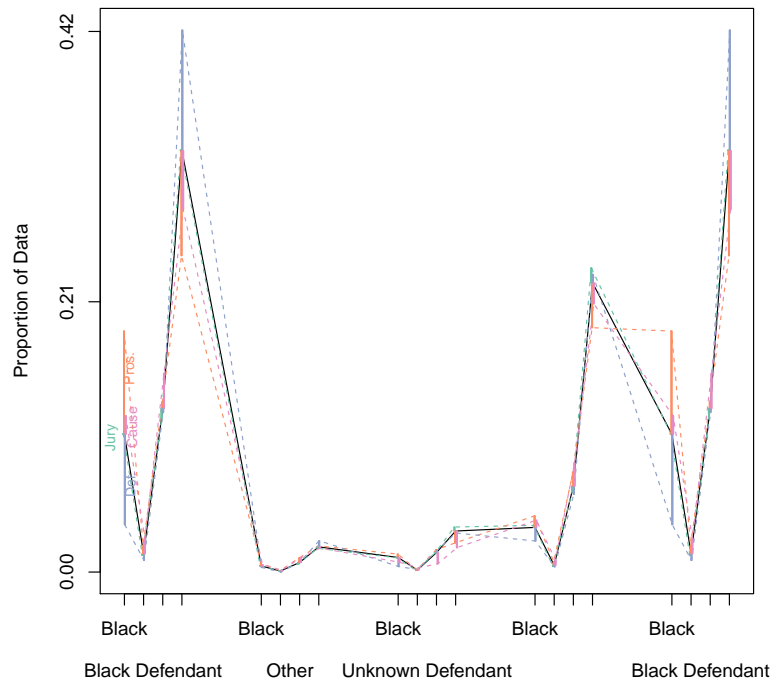 0.42
0.21
0.00
Proportion of Data
Pros.
Cause
Jury
Def.
Black Black Black Black Black
Black Defendant Other Unknown Defendant Black Defendant